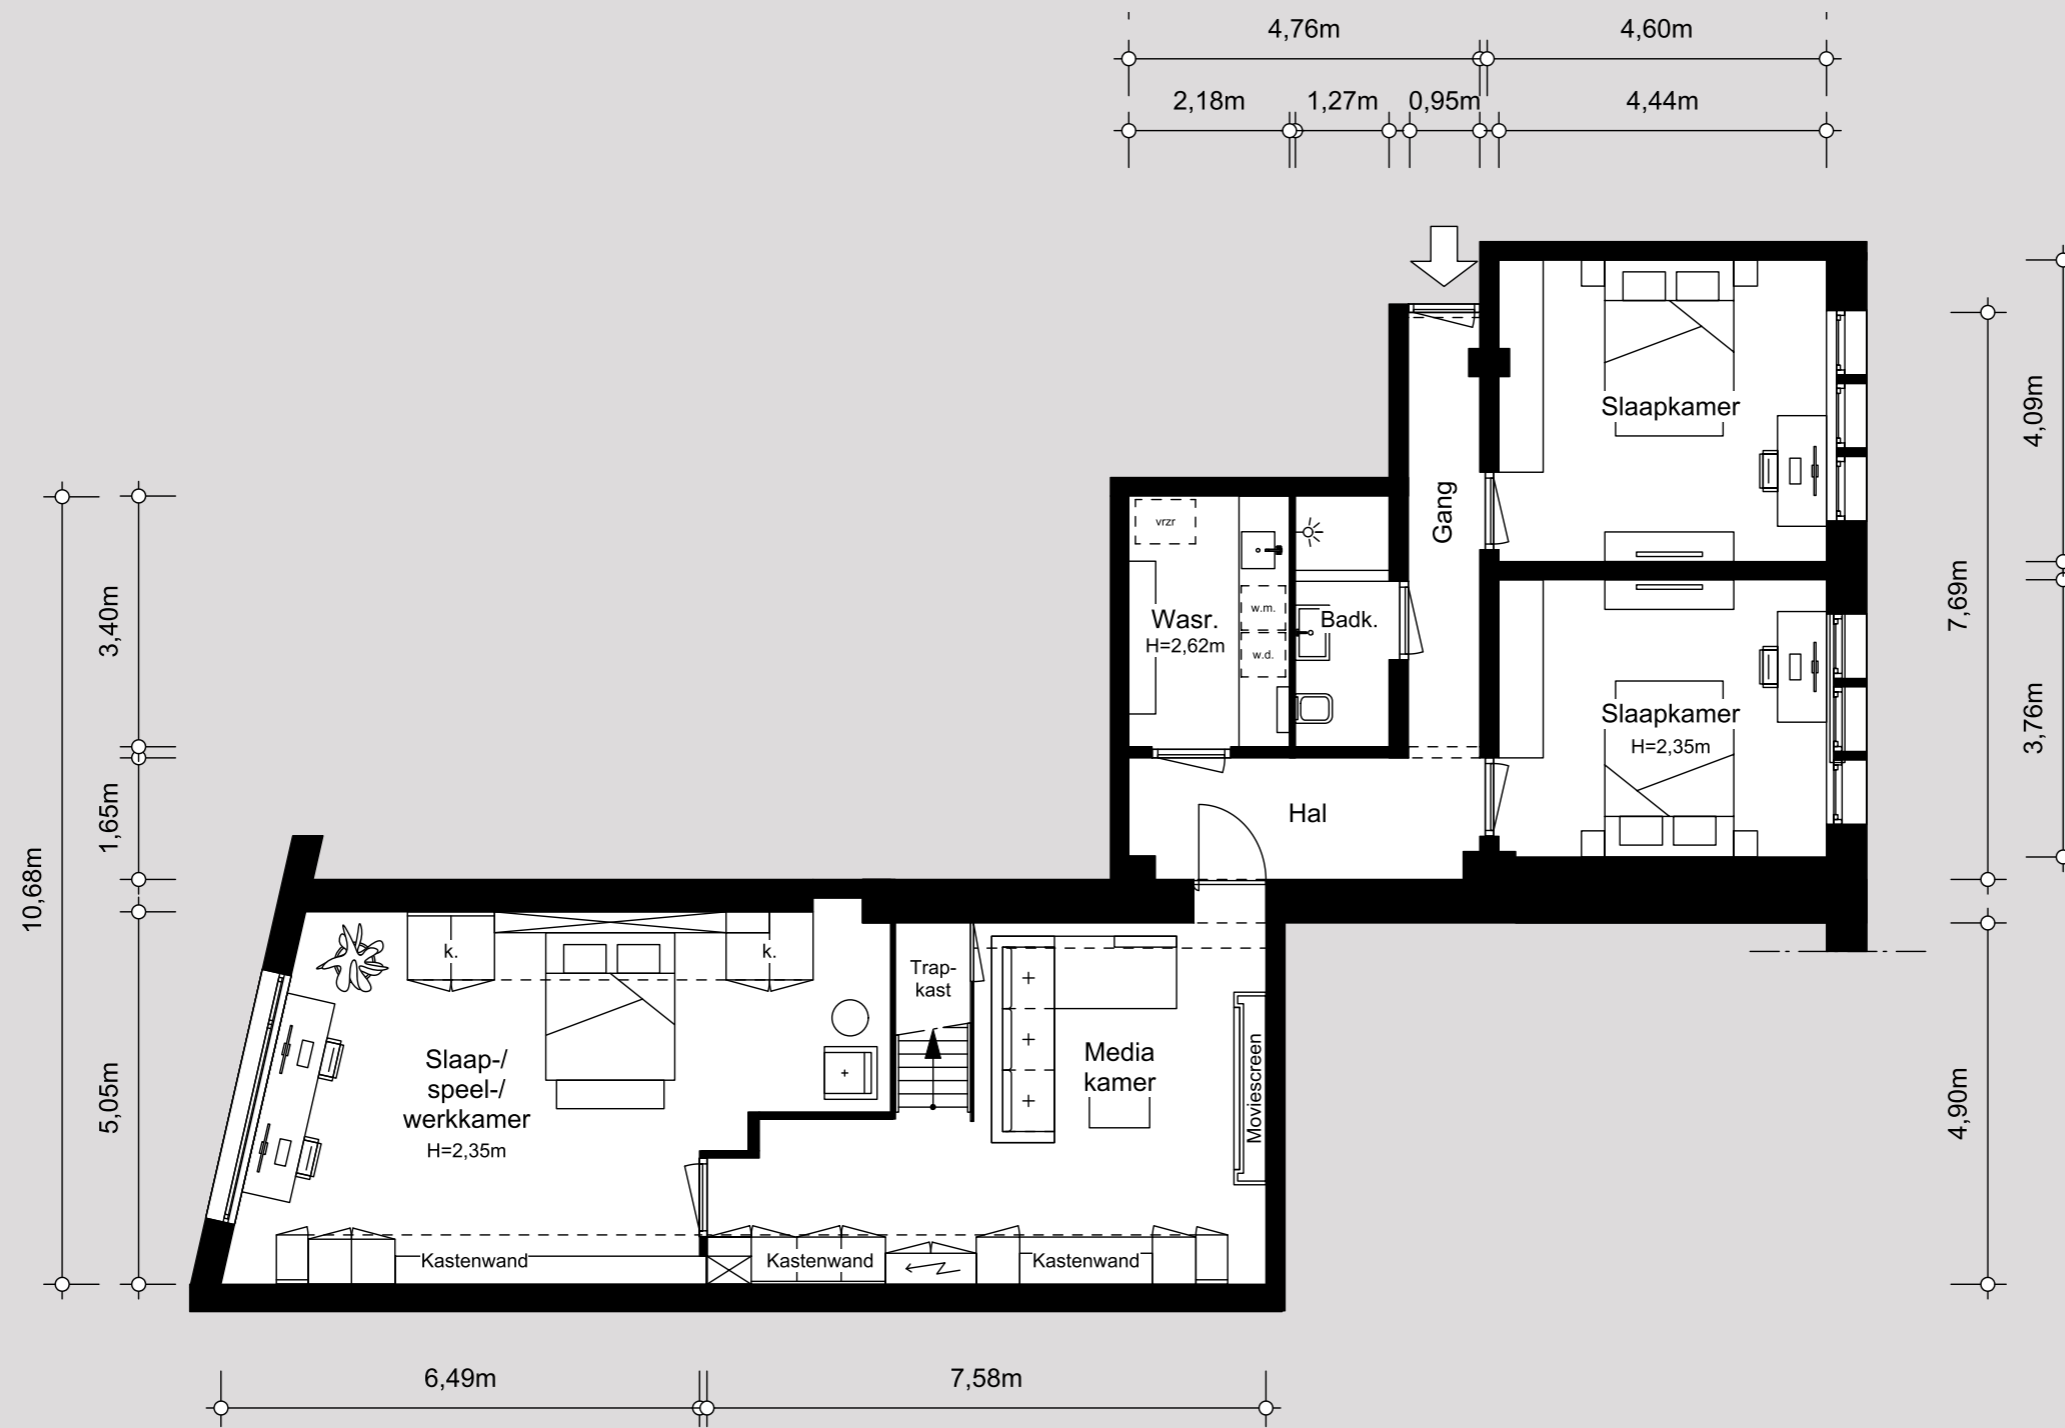 4,76m
4,60m
2,18m
1,27m
0,95m
4,44m
Slaapkamer
4,09m
Gang
vrzr
w.m.
w.d.
Wasr.
H=2,62m
Badk.
3,40m
7,69m
Slaapkamer
H=2,35m
3,76m
1,65m
Hal
10,68m
k.
k.
Trap-
kast
Media
kamer
Moviescreen
Slaap-/
speel-/
werkkamer
H=2,35m
5,05m
4,90m
Kastenwand
Kastenwand
Kastenwand
6,49m
7,58m